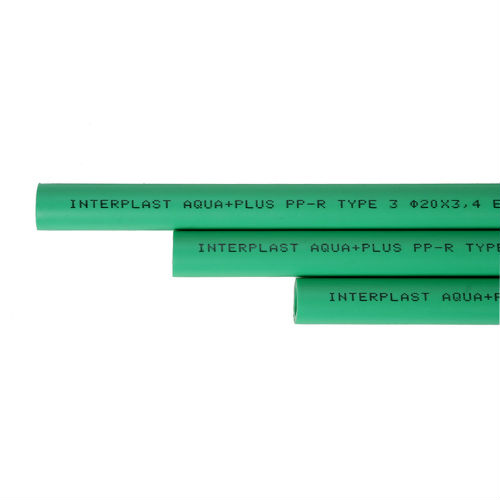 INTERPLAST AQUA+PLUS PP-R TYPE 3 Φ20X3,4 E
INTERPLAST AQUA+PLUS PP-R TYPE
INTERPLAST AQUA+P